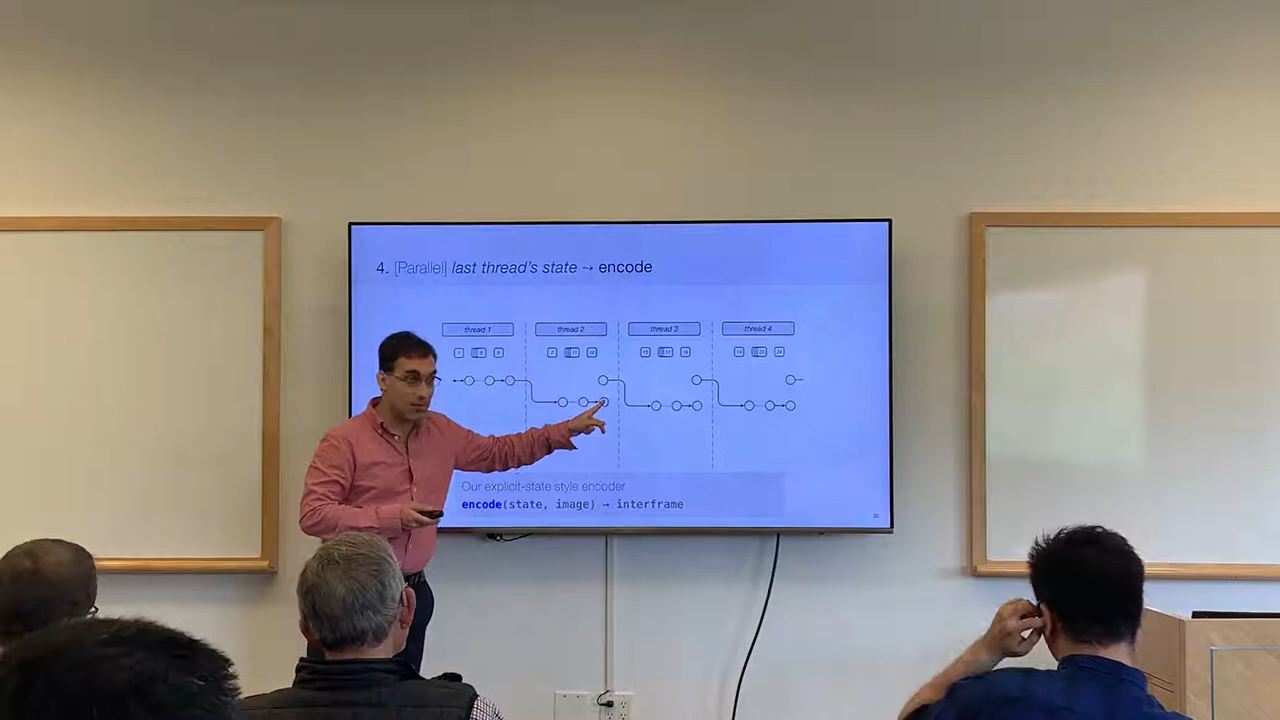 4. [Parallel] last thread's state → encode
thread 1 thread 2 thread 3 thread 4
Our explicit-state style encoder
encode(state, image) → interframe